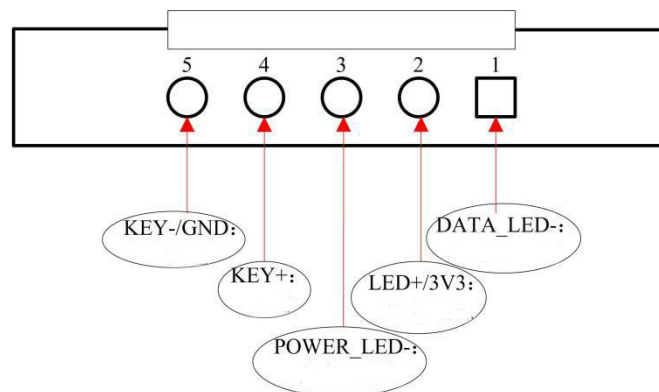 5 4 3 2 1
KEY-/GND：
DATA_LED-：
KEY+：
LED+/3V3：
POWER_LED-：